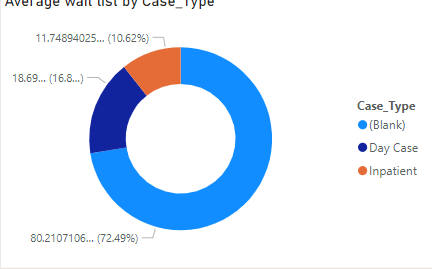 Average wait list by Case_Type
11.74894025... (10.62%)
18.69... (16.8...)
80.2107106... (72.49%)
Case_Type
(Blank)
Day Case
Inpatient